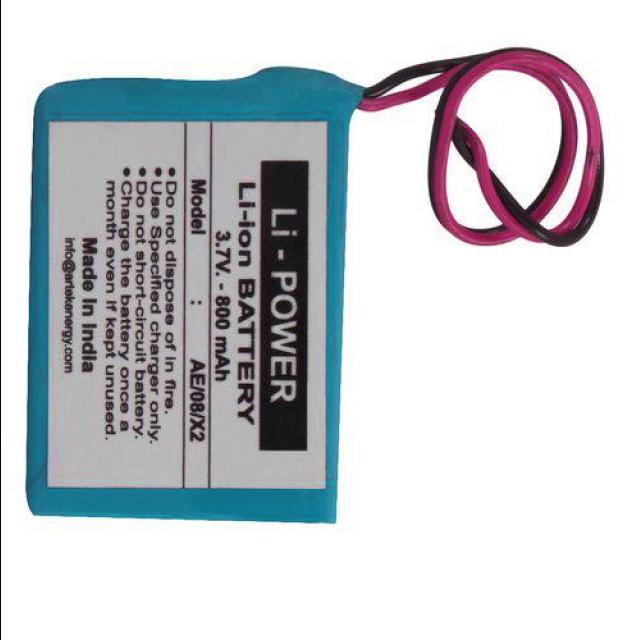 Li - POWER
Li-ion BATTERY
3.7V. - 800 mAh
Model : AE/08/X2
• Do not dispose of in fire.
• Use Specified charger only.
• Do not short-circuit battery.
• Charge the battery once a
month even if kept unused.
Made In India
info@artekenergy.com